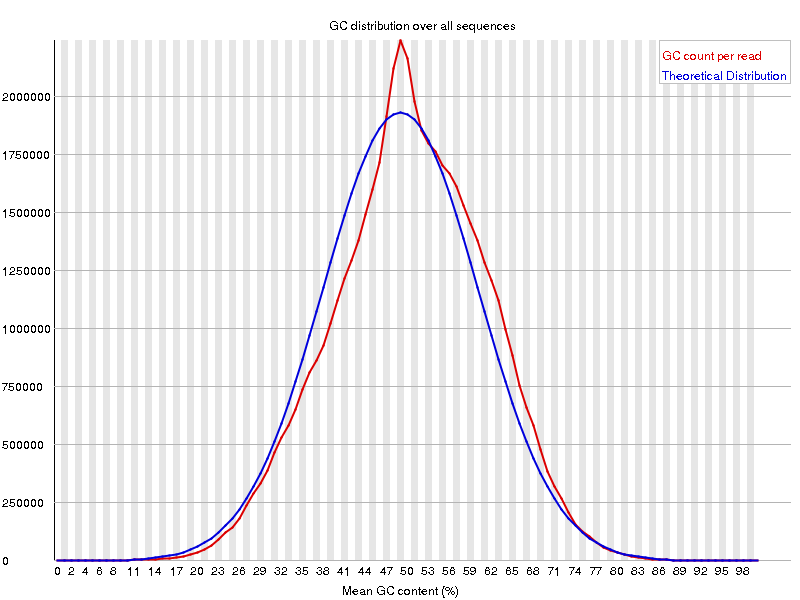 GC distribution over all sequences
GC count per read
Theoretical Distribution
2000000
1750000
1500000
1250000
1000000
750000
500000
250000
0
0 2 4 6 8 11 14 17 20 23 26 29 32 35 38 41 44 47 50 53 56 59 62 65 68 71 74 77 80 83 86 89 92 95 98
Mean GC content (%)